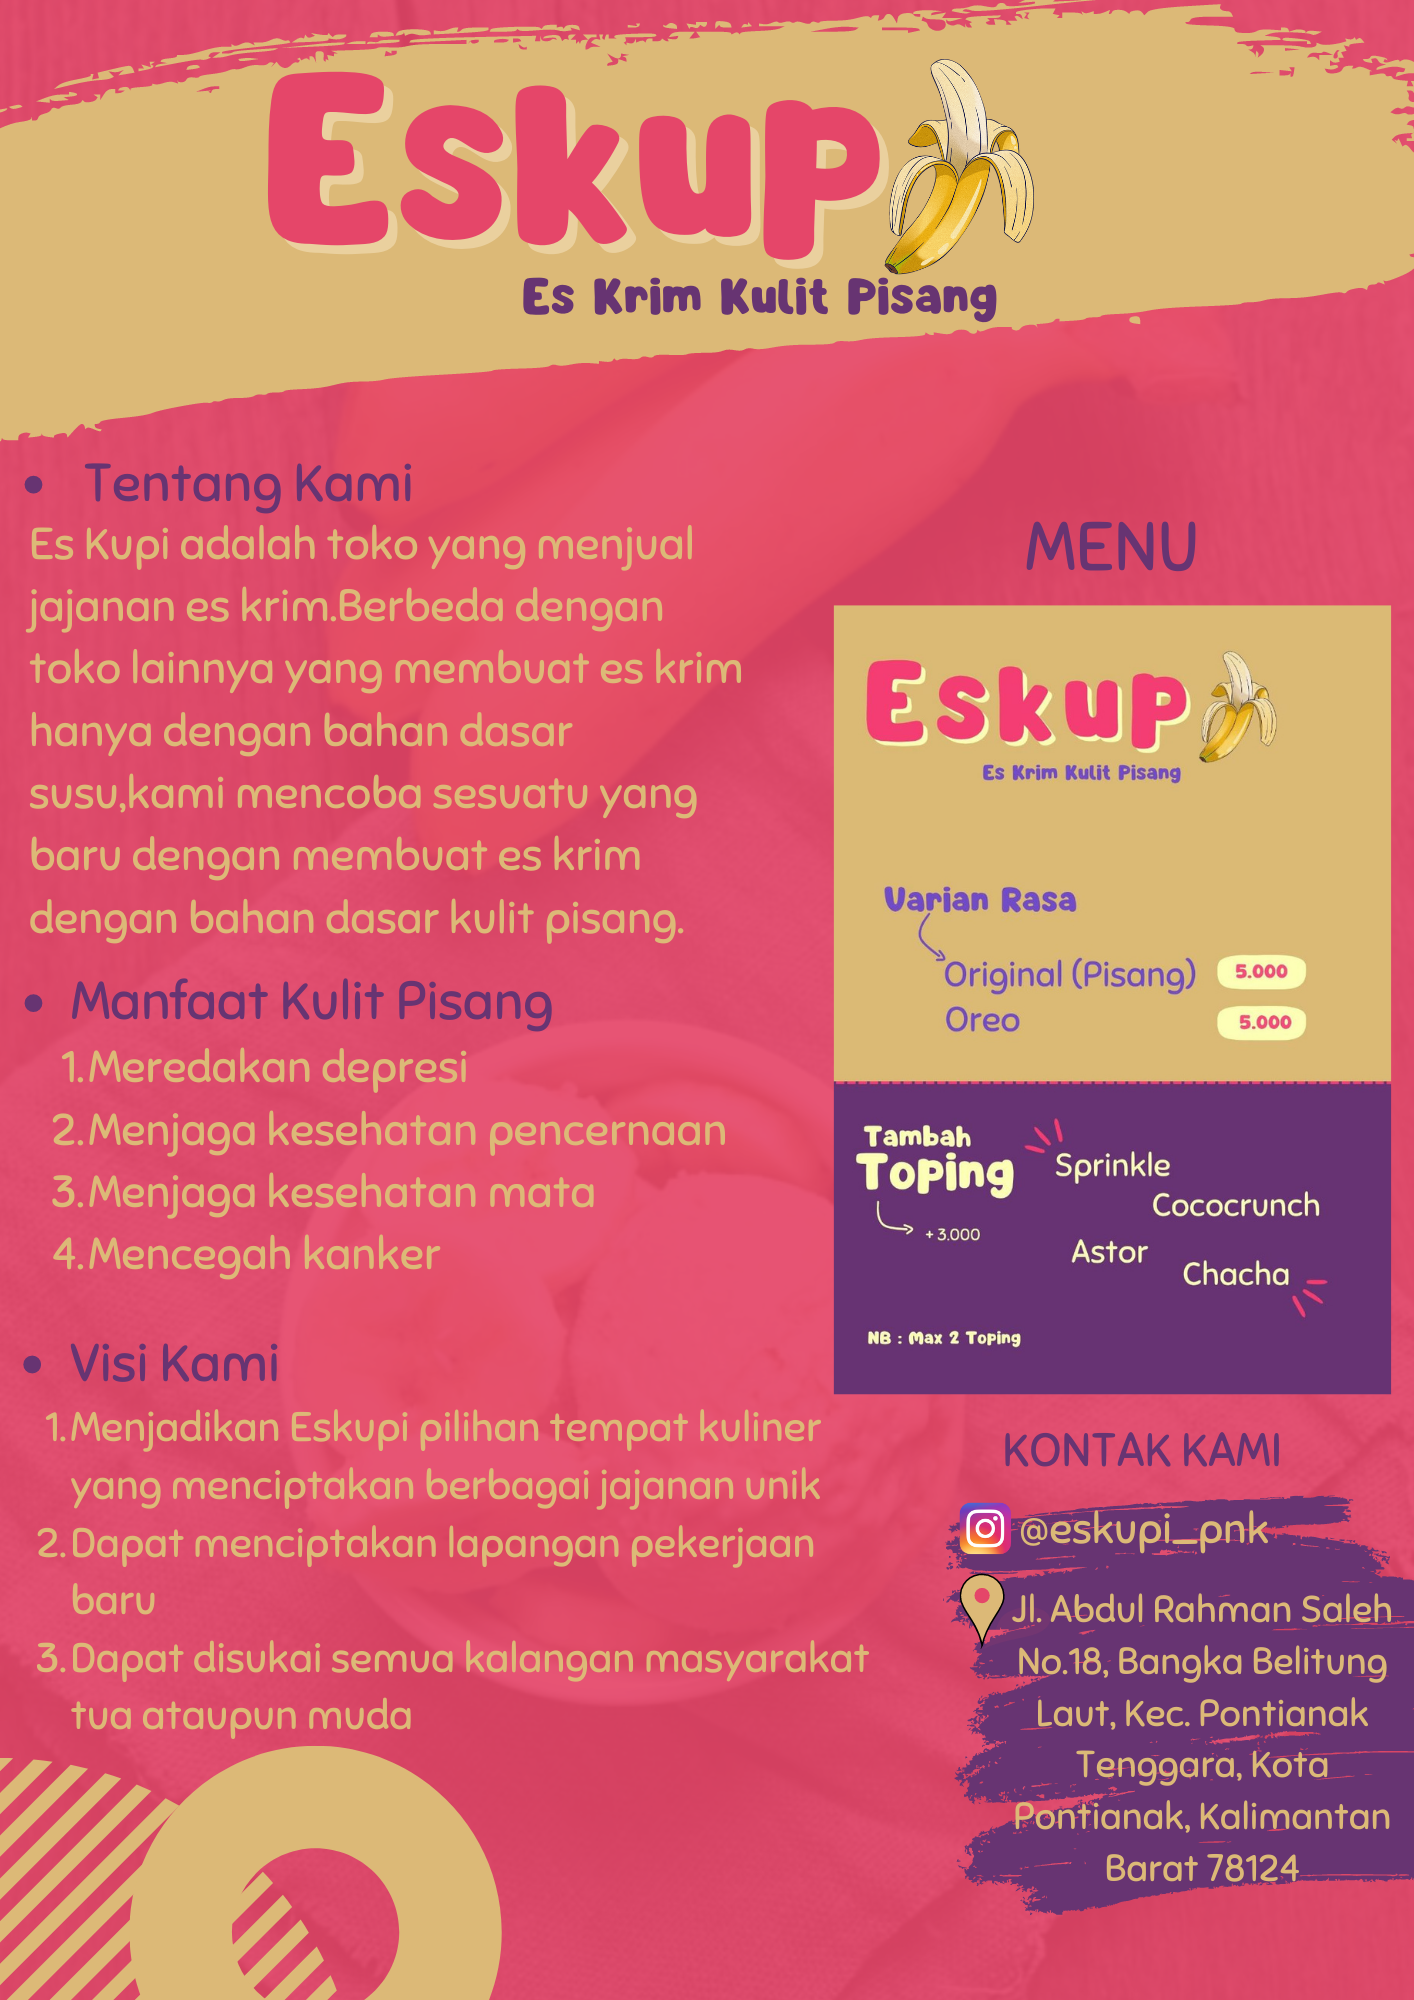 Eskup
Es Krim Kulit Pisang
• Tentang Kami
Es Kupi adalah toko yang menjual
jajanan es krim.Berbeda dengan
toko lainnya yang membuat es krim
hanya dengan bahan dasar
susu,kami mencoba sesuatu yang
baru dengan membuat es krim
dengan bahan dasar kulit pisang.
• Manfaat Kulit Pisang
1.Meredakan depresi
2.Menjaga kesehatan pencernaan
3.Menjaga kesehatan mata
4.Mencegah kanker
• Visi Kami
1.Menjadikan Eskupi pilihan tempat kuliner
yang menciptakan berbagai jajanan unik
2.Dapat menciptakan lapangan pekerjaan
baru
3.Dapat disukai semua kalangan masyarakat
tua ataupun muda
MENU
Eskup
Es Krim Kulit Pisang
Varian Rasa
Original (Pisang) 5.000
Oreo 5.000
Tambah
Toping
+ 3.000
Sprinkle
Cococrunch
Astor
Chacha
NB : Max 2 Toping
KONTAK KAMI
@eskupi_pnk
Jl. Abdul Rahman Saleh
No.18, Bangka Belitung
Laut, Kec. Pontianak
Tenggara, Kota
Pontianak, Kalimantan
Barat 78124